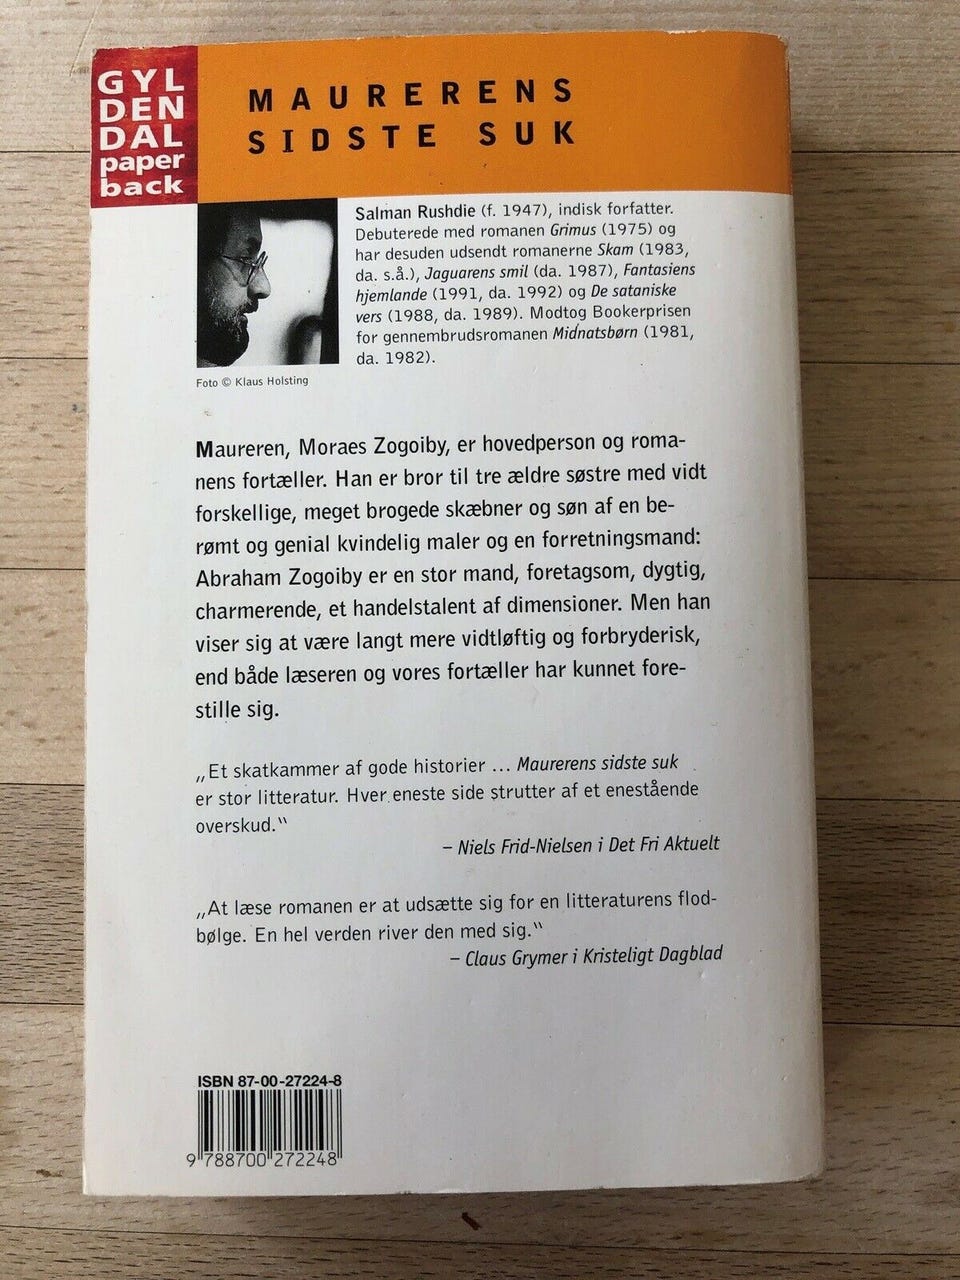 GYL
DEN
DAL
paper
back
MAURERENS
SIDSTE SUK
Salman Rushdie (f. 1947), indisk forfatter.
Debuterede med romanen Grimus (1975) og
har desuden udsendt romanerne Skam (1983,
da. s.å.), Jaguarens smil (da. 1987), Fantasiens
hjemlande (1991, da. 1992) og De sataniske
vers (1988, da. 1989). Modtog Bookerprisen
for gennembrudsromanen Midnatsbørn (1981,
da. 1982).
Foto © Klaus Holsting
Maureren, Moraes Zogoiby, er hovedperson og roma-
nens fortæller. Han er bror til tre ældre søstre med vidt
forskellige, meget brogede skæbner og søn af en be-
rømt og genial kvindelig maler og en forretningsmand:
Abraham Zogoiby er en stor mand, foretagsom, dygtig,
charmerende, et handelstalent af dimensioner. Men han
viser sig at være langt mere vidtløftig og forbryderisk,
end både læseren og vores fortæller har kunnet fore-
stille sig.
„Et skatkammer af gode historier ... Maurerens sidste suk
er stor litteratur. Hver eneste side strutter af et enestående
overskud.“
– Niels Frid-Nielsen i Det Fri Aktuelt
„At læse romanen er at udsætte sig for en litteraturens flod-
bølge. En hel verden river den med sig.“
– Claus Grymer i Kristeligt Dagblad
ISBN 87-00-27224-8
9 788700 272248